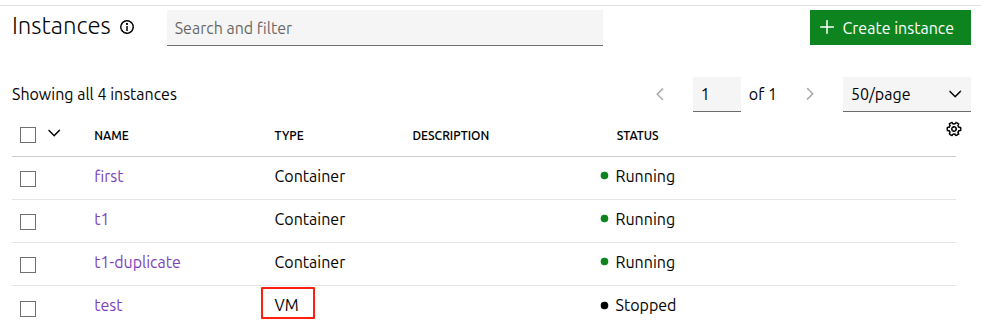 Instances
Search and filter
+ Create instance
Showing all 4 instances
1 of 1
50/page
NAME TYPE DESCRIPTION STATUS
first Container Running
t1 Container Running
t1-duplicate Container Running
test VM Stopped